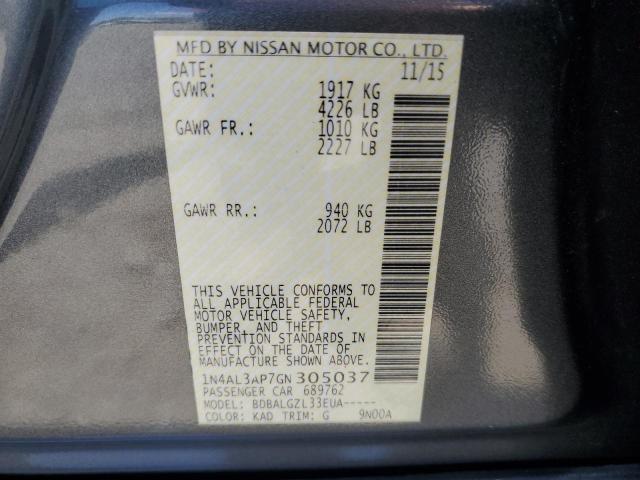 MFD BY NISSAN MOTOR CO., LTD.
DATE: 11/15
GVWR: 1917 KG
4226 LB
GAWR FR.: 1010 KG
2227 LB
GAWR RR.: 940 KG
2072 LB
THIS VEHICLE CONFORMS TO
ALL APPLICABLE FEDERAL
MOTOR VEHICLE SAFETY,
BUMPER, AND THEFT
PREVENTION STANDARDS IN
EFFECT ON THE DATE OF
MANUFACTURE SHOWN ABOVE.
1N4AL3AP7GN305037
PASSENGER CAR 689762
MODEL: BDBALGZL33EUA-----
COLOR: KAD TRIM: G 9N00A